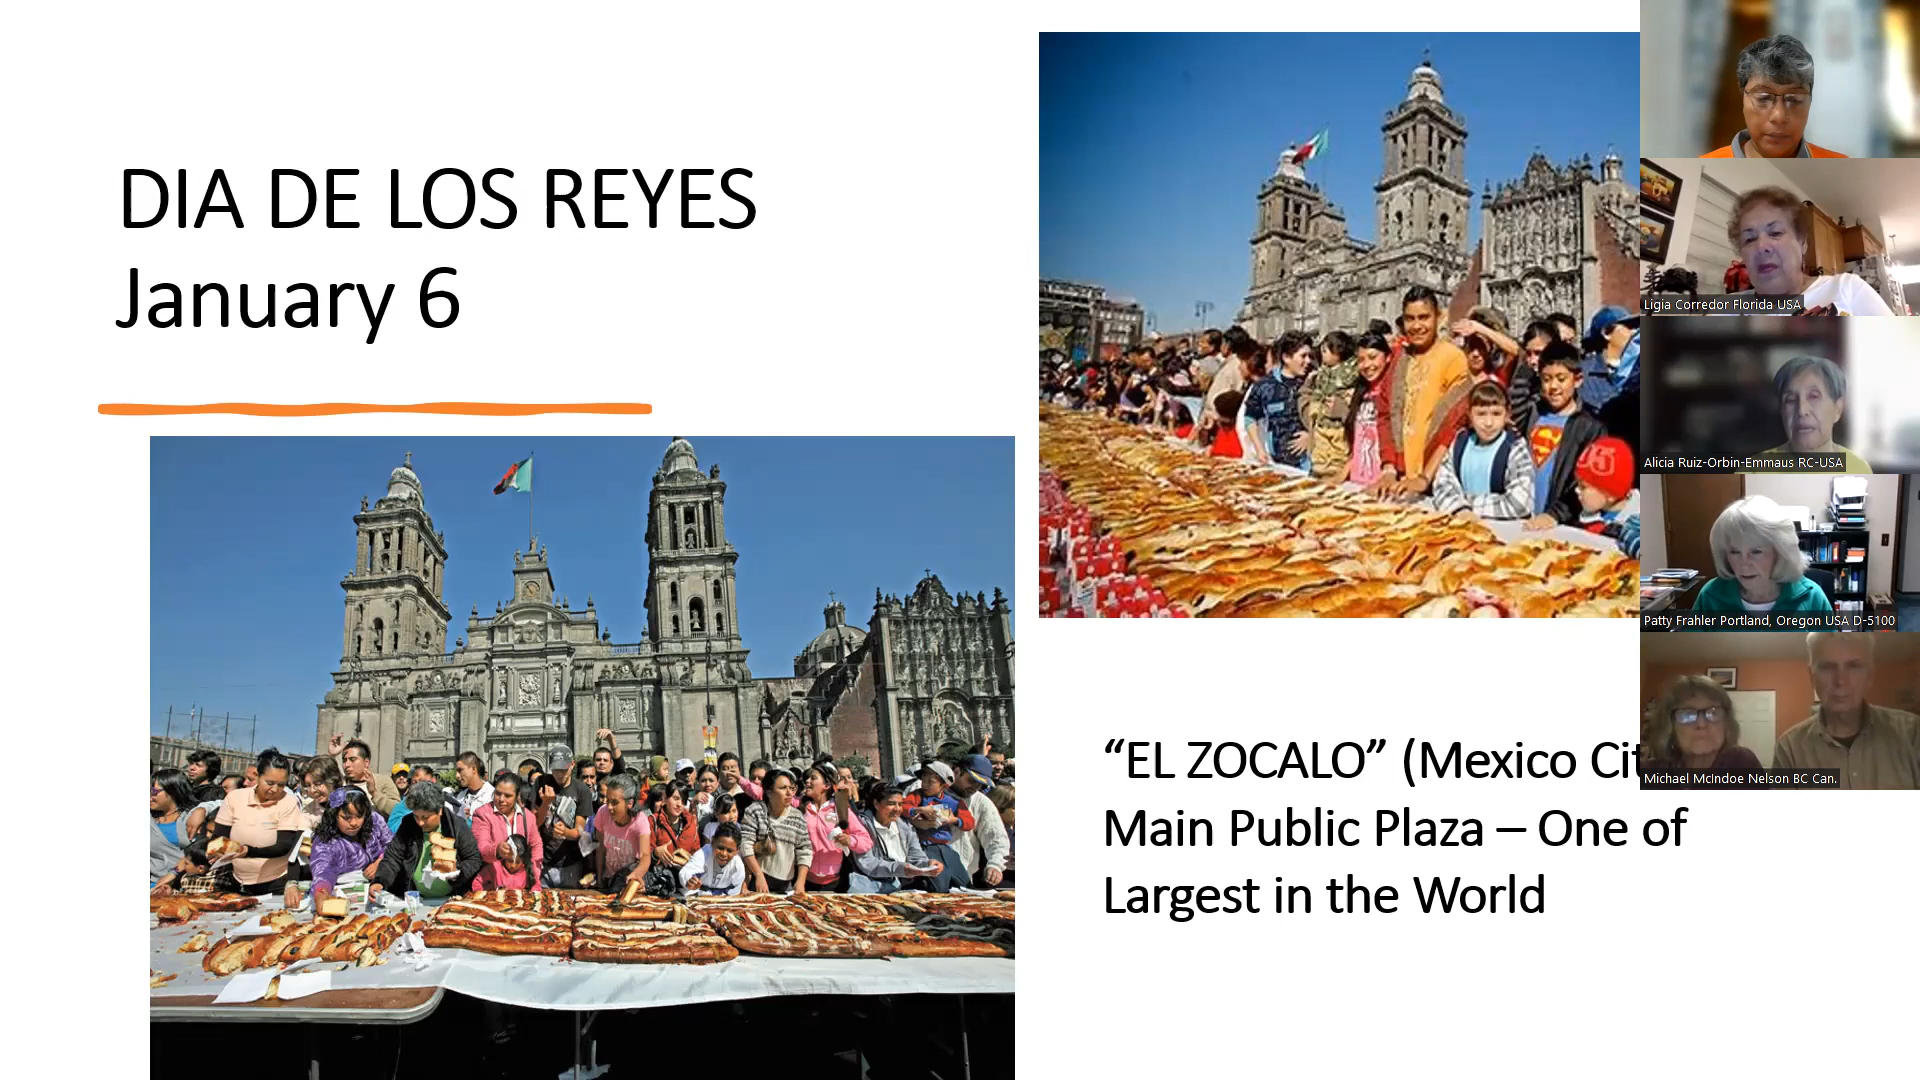 DIA DE LOS REYES
January 6
“EL ZOCALO” (Mexico Cit
Main Public Plaza – One of
Largest in the World
Ligia Corredor Florida USA
Alicia Ruiz-Orbin-Emmaus RC-USA
Patty Frahler Portland, Oregon USA D-5100
Michael McIndoe Nelson BC Can.